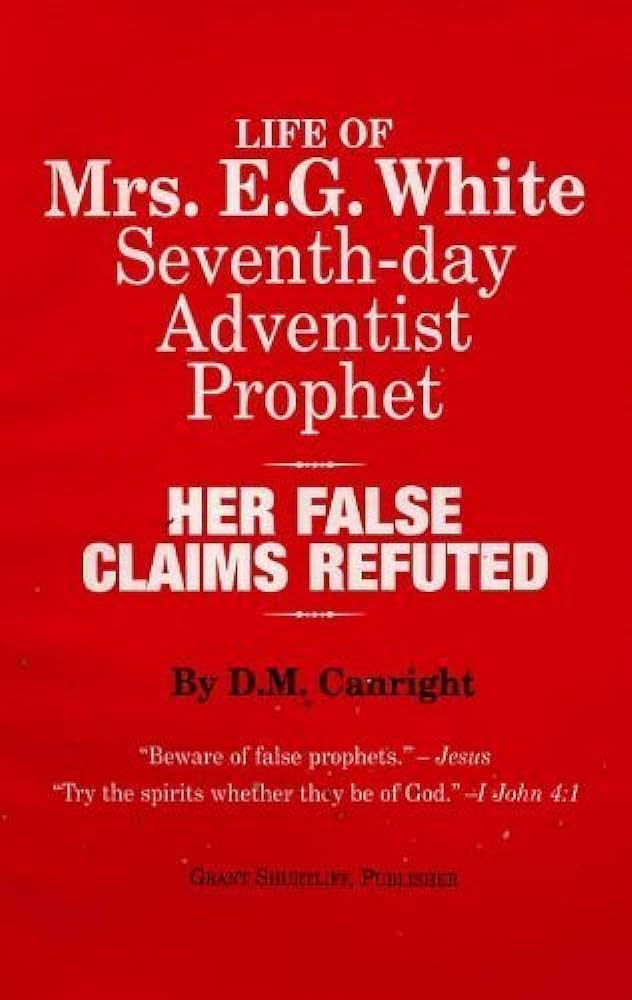 LIFE OF
Mrs. E.G. White
Seventh-day
Adventist
Prophet
HER FALSE
CLAIMS REFUTED
By D.M. Canright
“Beware of false prophets.” – Jesus
“Try the spirits whether they be of God.” –I John 4:1
GRANT SHURTLIFF, PUBLISHER